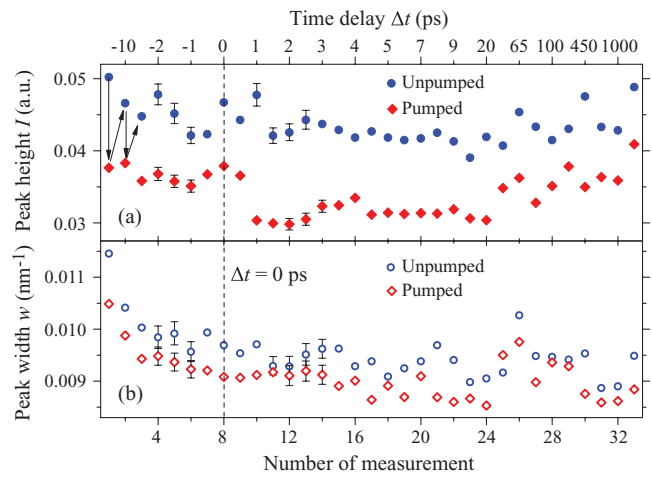 Time delay Δt (ps)
-10 -2 -1 0 1 2 3 5 7 9 20 65 100 450 1000
Peak height I (a.u.)
0.05
0.04
0.03
Unpumped
Pumped
(a)
Peak width w (nm-1)
0.011
0.010
0.009
Δt = 0 ps
Unpumped
Pumped
(b)
4 8 12 16 20 24 28 32
Number of measurement